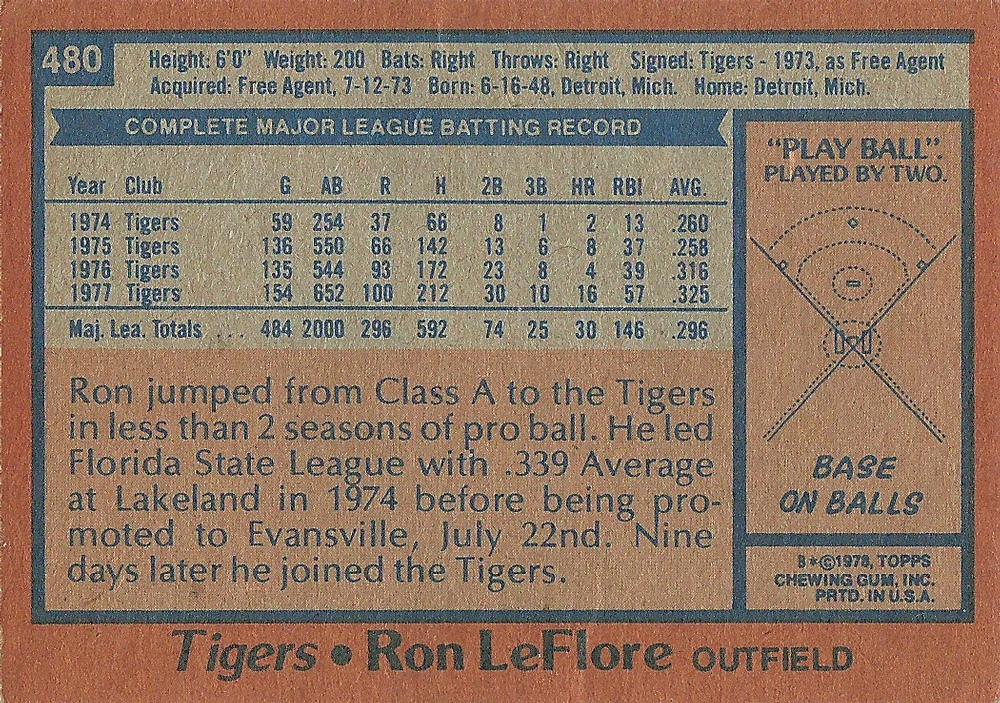 480
Height: 6'0" Weight: 200 Bats: Right Throws: Right Signed: Tigers - 1973, as Free Agent
Acquired: Free Agent, 7-12-73 Born: 6-16-48, Detroit, Mich. Home: Detroit, Mich.
COMPLETE MAJOR LEAGUE BATTING RECORD
Year Club G AB R H 2B 3B HR RBI AVG.
1974 Tigers 59 254 37 66 8 1 2 13 .260
1975 Tigers 136 550 66 142 13 6 8 37 .258
1976 Tigers 135 544 93 172 23 8 4 39 .316
1977 Tigers 154 652 100 212 30 10 16 57 .325
Maj. Lea. Totals ... 484 2000 296 592 74 25 30 146 .296
Ron jumped from Class A to the Tigers
in less than 2 seasons of pro ball. He led
Florida State League with .339 Average
at Lakeland in 1974 before being pro-
moted to Evansville, July 22nd. Nine
days later he joined the Tigers.
"PLAY BALL".
PLAYED BY TWO.
BASE
ON BALLS
B*©1978, TOPPS
CHEWING GUM, INC.
PRTD. IN U.S.A.
Tigers • Ron LeFlore OUTFIELD